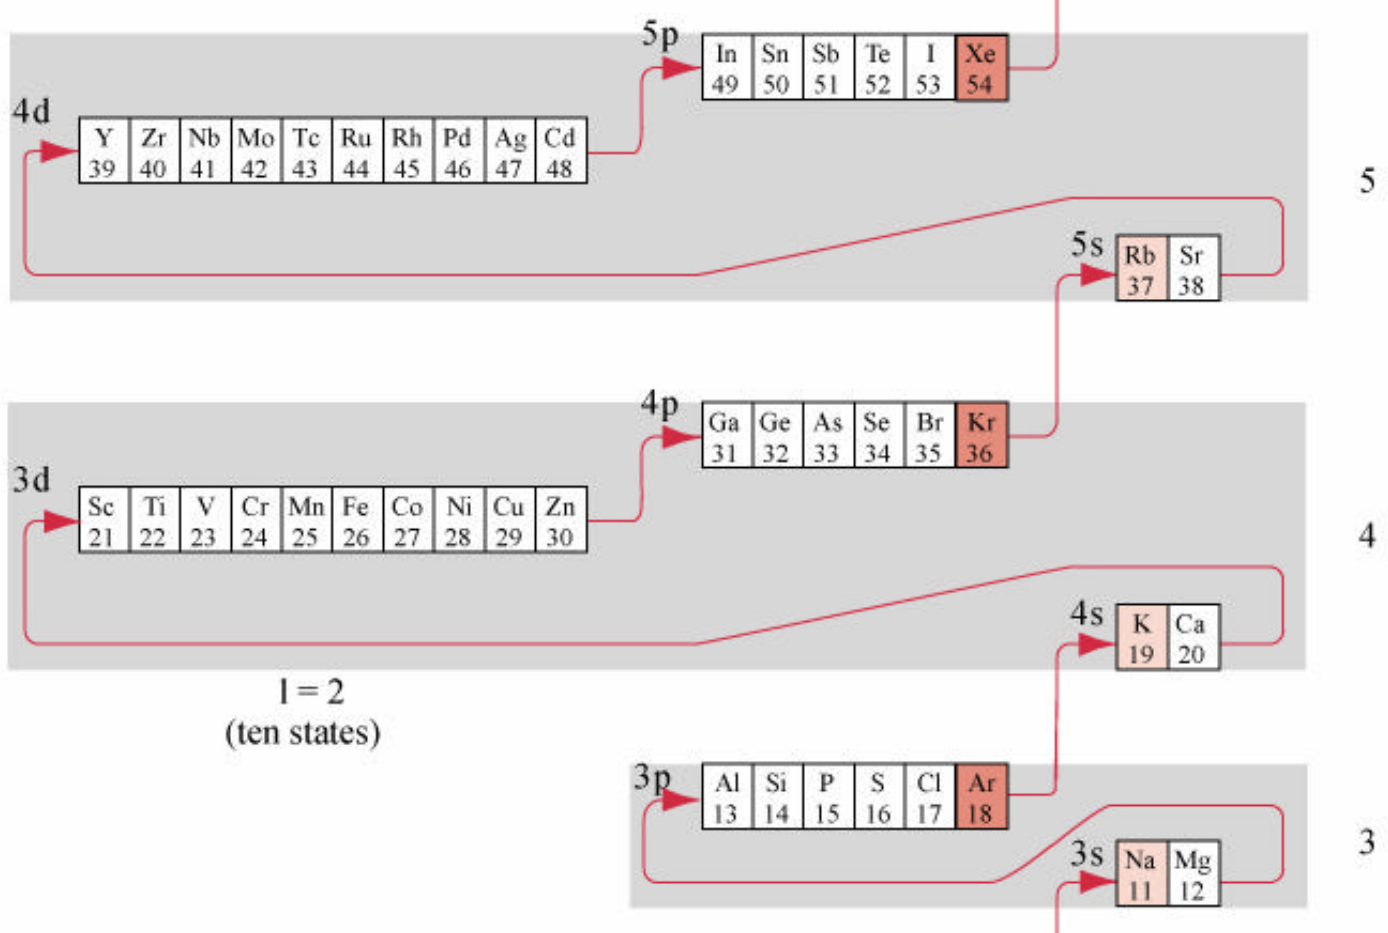 5p
In Sn Sb Te I Xe
49 50 51 52 53 54
4d
Y Zr Nb Mo Tc Ru Rh Pd Ag Cd
39 40 41 42 43 44 45 46 47 48
5
5s
Rb Sr
37 38
4p
Ga Ge As Se Br Kr
31 32 33 34 35 36
3d
Sc Ti V Cr Mn Fe Co Ni Cu Zn
21 22 23 24 25 26 27 28 29 30
4
4s
K Ca
19 20
l = 2
(ten states)
3p
Al Si P S Cl Ar
13 14 15 16 17 18
3
3s
Na Mg
11 12